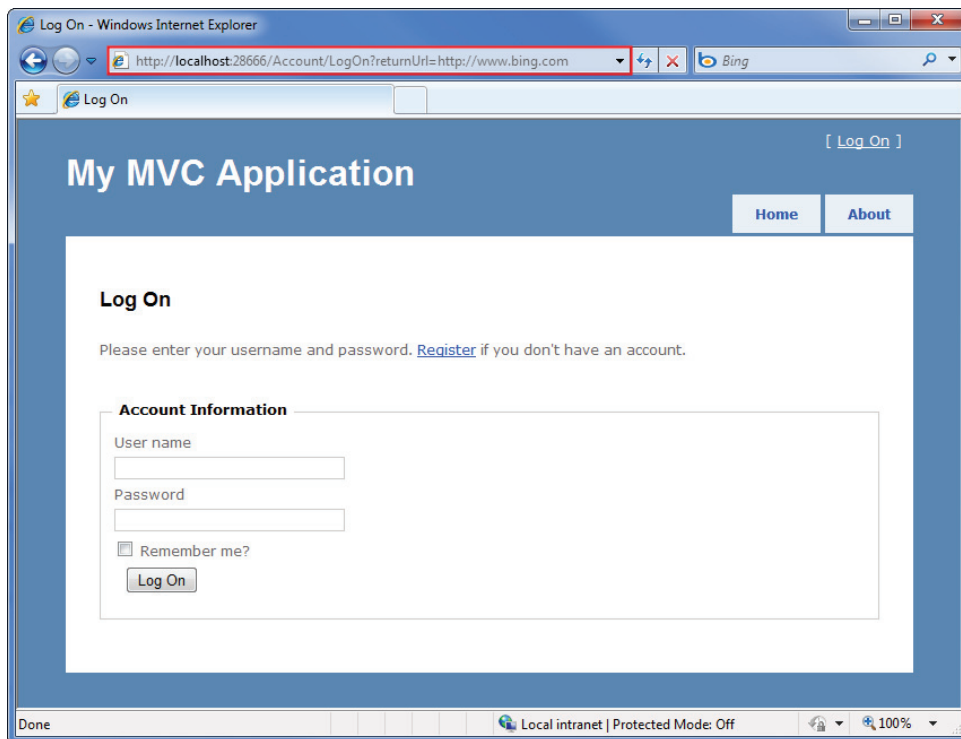 Log On - Windows Internet Explorer
http://localhost:28666/Account/LogOn?returnUrl=http://www.bing.com
Bing
Log On
[ Log On ]
My MVC Application
Home
About
Log On
Please enter your username and password. Register if you don't have an account.
Account Information
User name
Password
Remember me?
Log On
Done
Local intranet | Protected Mode: Off
100%